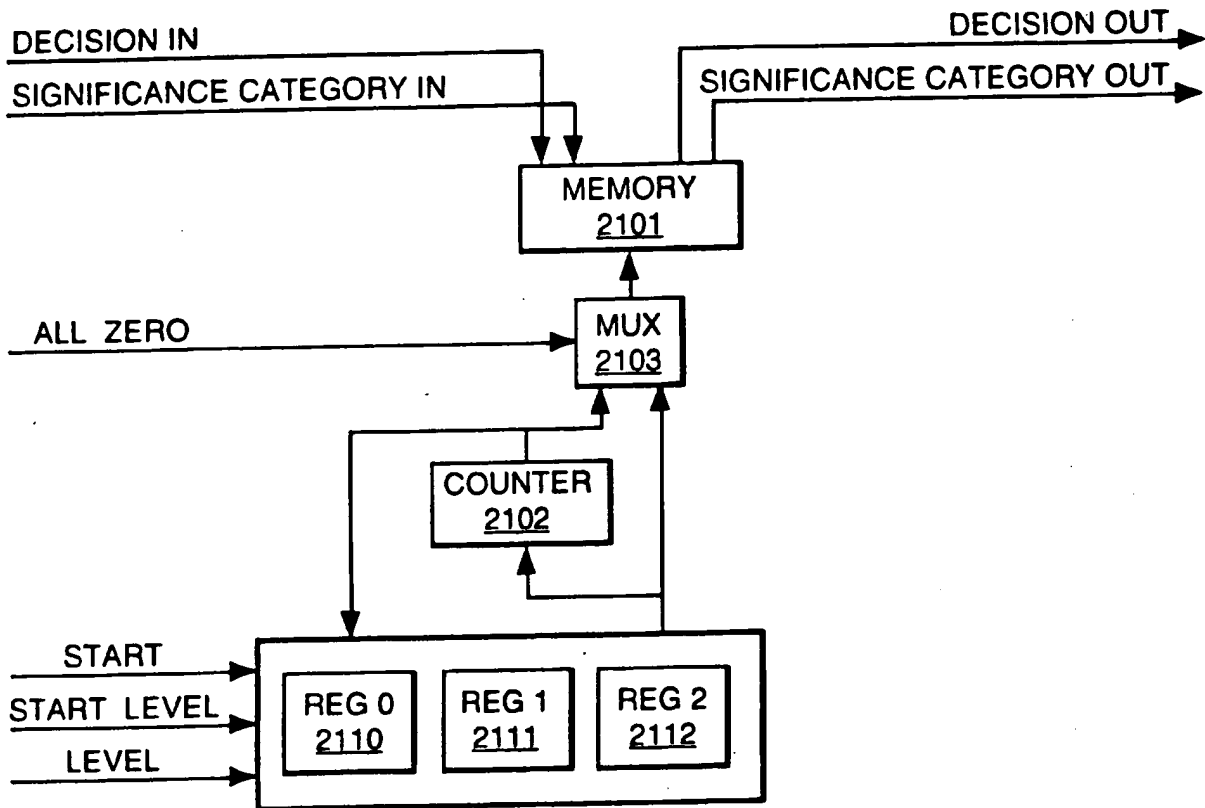 DECISION IN
DECISION OUT
SIGNIFICANCE CATEGORY IN
SIGNIFICANCE CATEGORY OUT
MEMORY
2101
ALL ZERO
MUX
2103
COUNTER
2102
START
START LEVEL
LEVEL
REG 0
2110
REG 1
2111
REG 2
2112